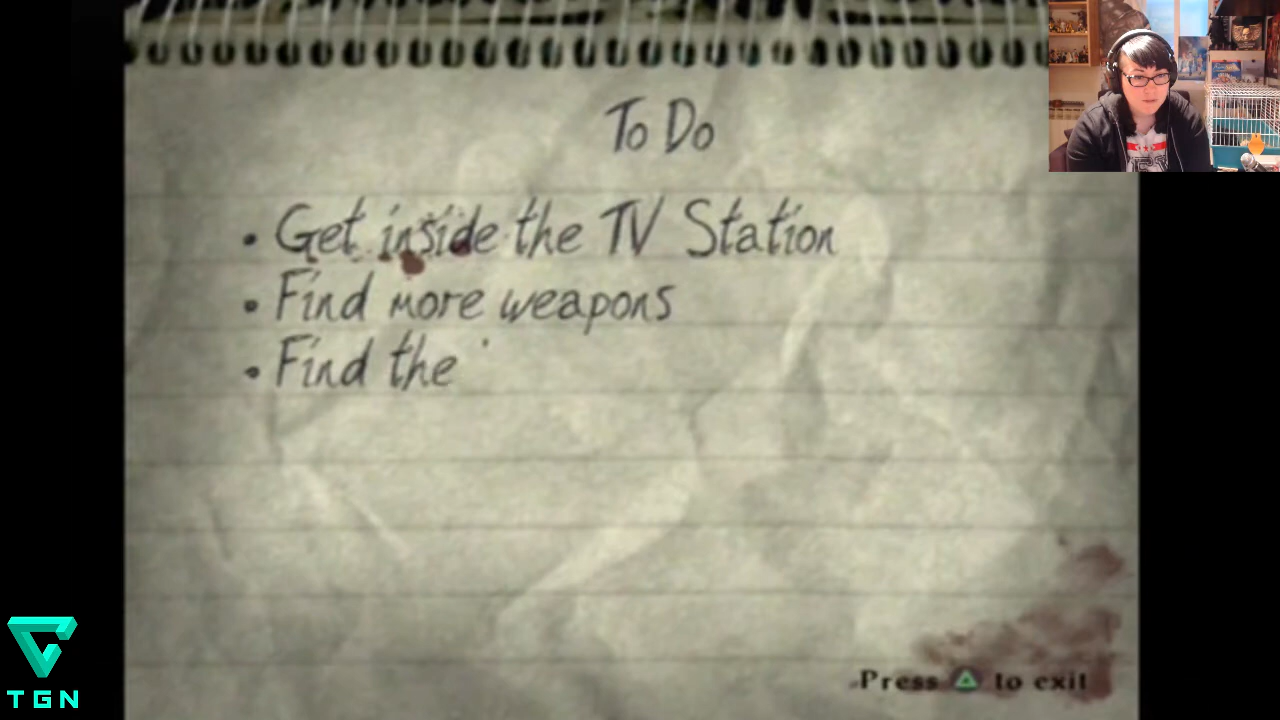 To Do
• Get inside the TV Station
• Find more weapons
• Find the
Press to exit
TGN